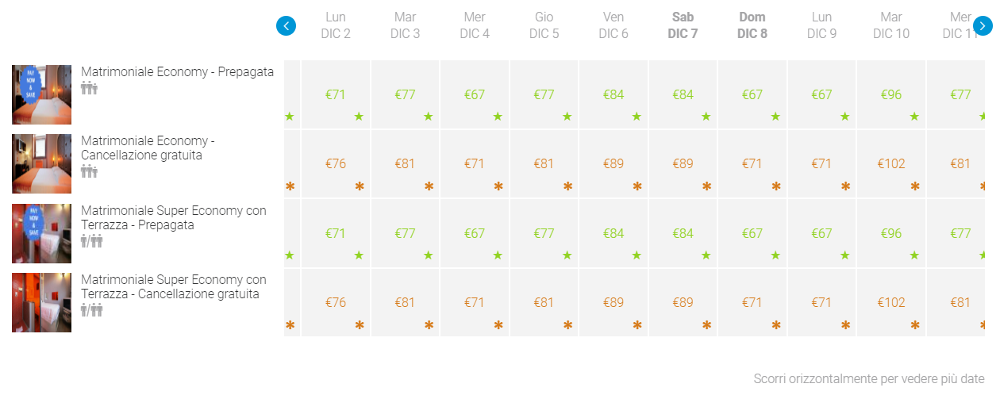 Lun Mar Mer Gio Ven Sab Dom Lun Mar Mer
DIC 2 DIC 3 DIC 4 DIC 5 DIC 6 DIC 7 DIC 8 DIC 9 DIC 10 DIC 11
PAY
NOW
&
SAVE
Matrimoniale Economy - Prepagata
€71 €77 €67 €77 €84 €84 €67 €67 €96 €77
Matrimoniale Economy -
Cancellazione gratuita
€76 €81 €71 €81 €89 €89 €71 €71 €102 €81
PAY
NOW
&
SAVE
Matrimoniale Super Economy con
Terrazza - Prepagata
€71 €77 €67 €77 €84 €84 €67 €67 €96 €77
Matrimoniale Super Economy con
Terrazza - Cancellazione gratuita
€76 €81 €71 €81 €89 €89 €71 €71 €102 €81
Scorri orizzontalmente per vedere più date